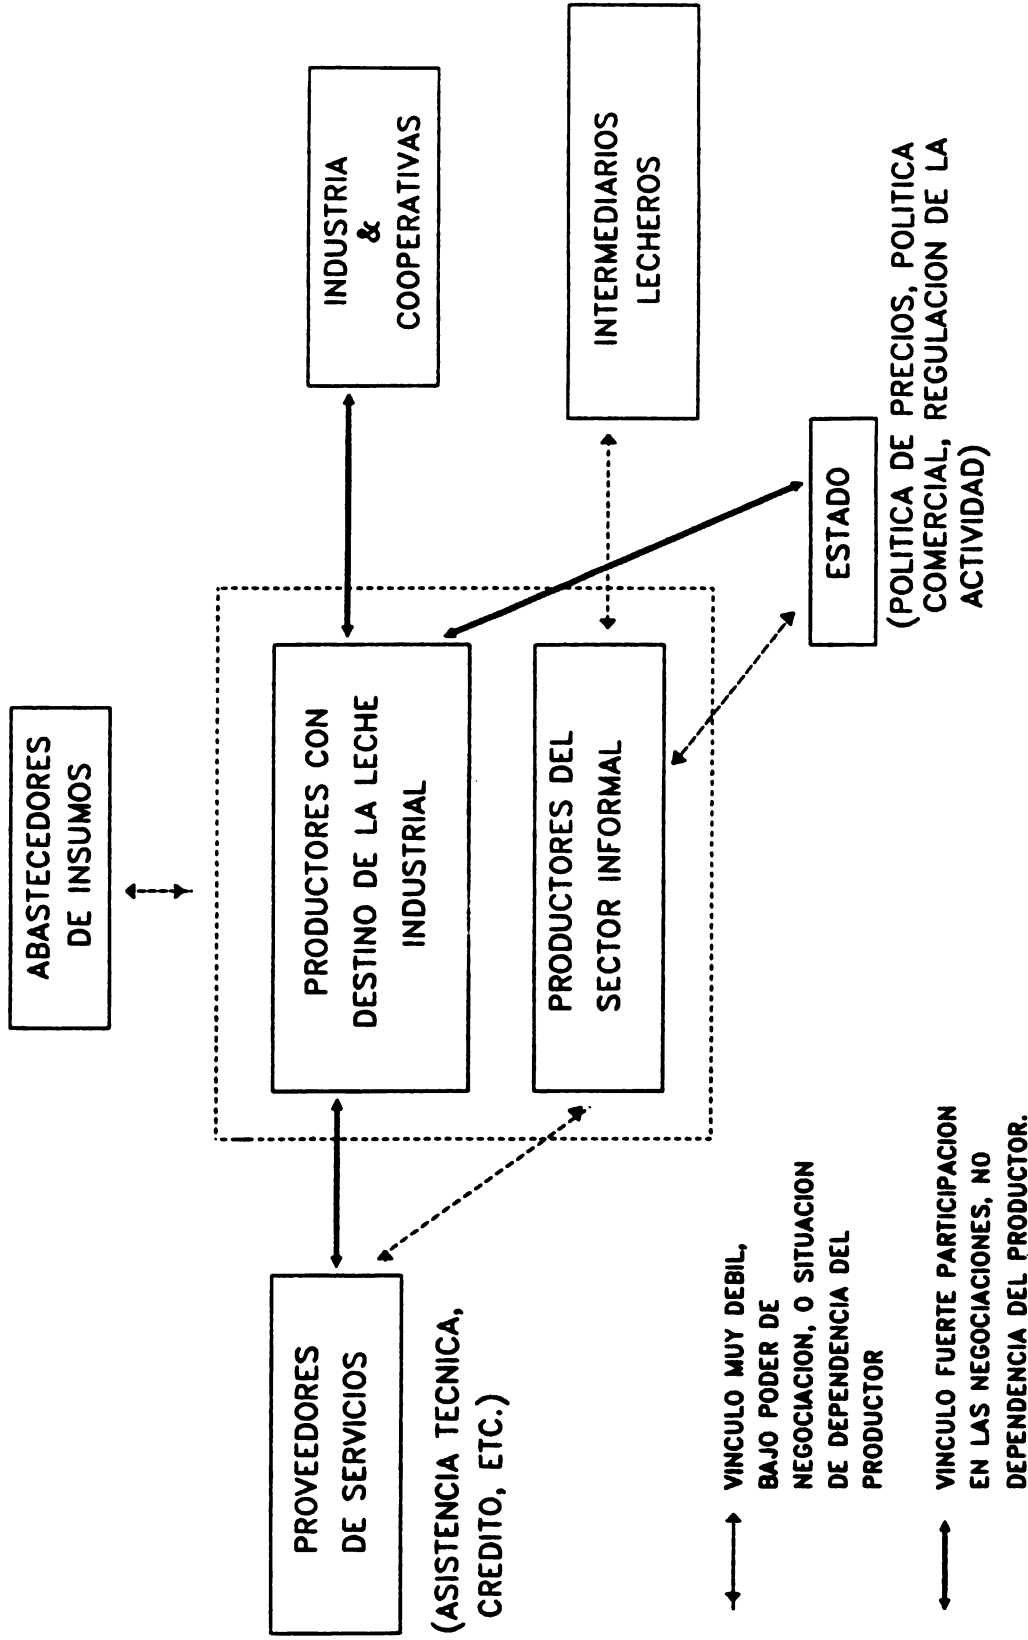 ABASTECEDORES
DE INSUMOS
PROVEEDORES
DE SERVICIOS
(ASISTENCIA TECNICA,
CREDITO, ETC.)
PRODUCTORES CON
DESTINO DE LA LECHE
INDUSTRIAL
PRODUCTORES DEL
SECTOR INFORMAL
INDUSTRIA
&
COOPERATIVAS
INTERMEDIARIOS
LECHEROS
ESTADO
(POLITICA DE PRECIOS, POLITICA
COMERCIAL, REGULACION DE LA
ACTIVIDAD)
VINCULO MUY DEBIL,
BAJO PODER DE
NEGOCIACION, O SITUACION
DE DEPENDENCIA DEL
PRODUCTOR
VINCULO FUERTE PARTICIPACION
EN LAS NEGOCIACIONES, NO
DEPENDENCIA DEL PRODUCTOR.